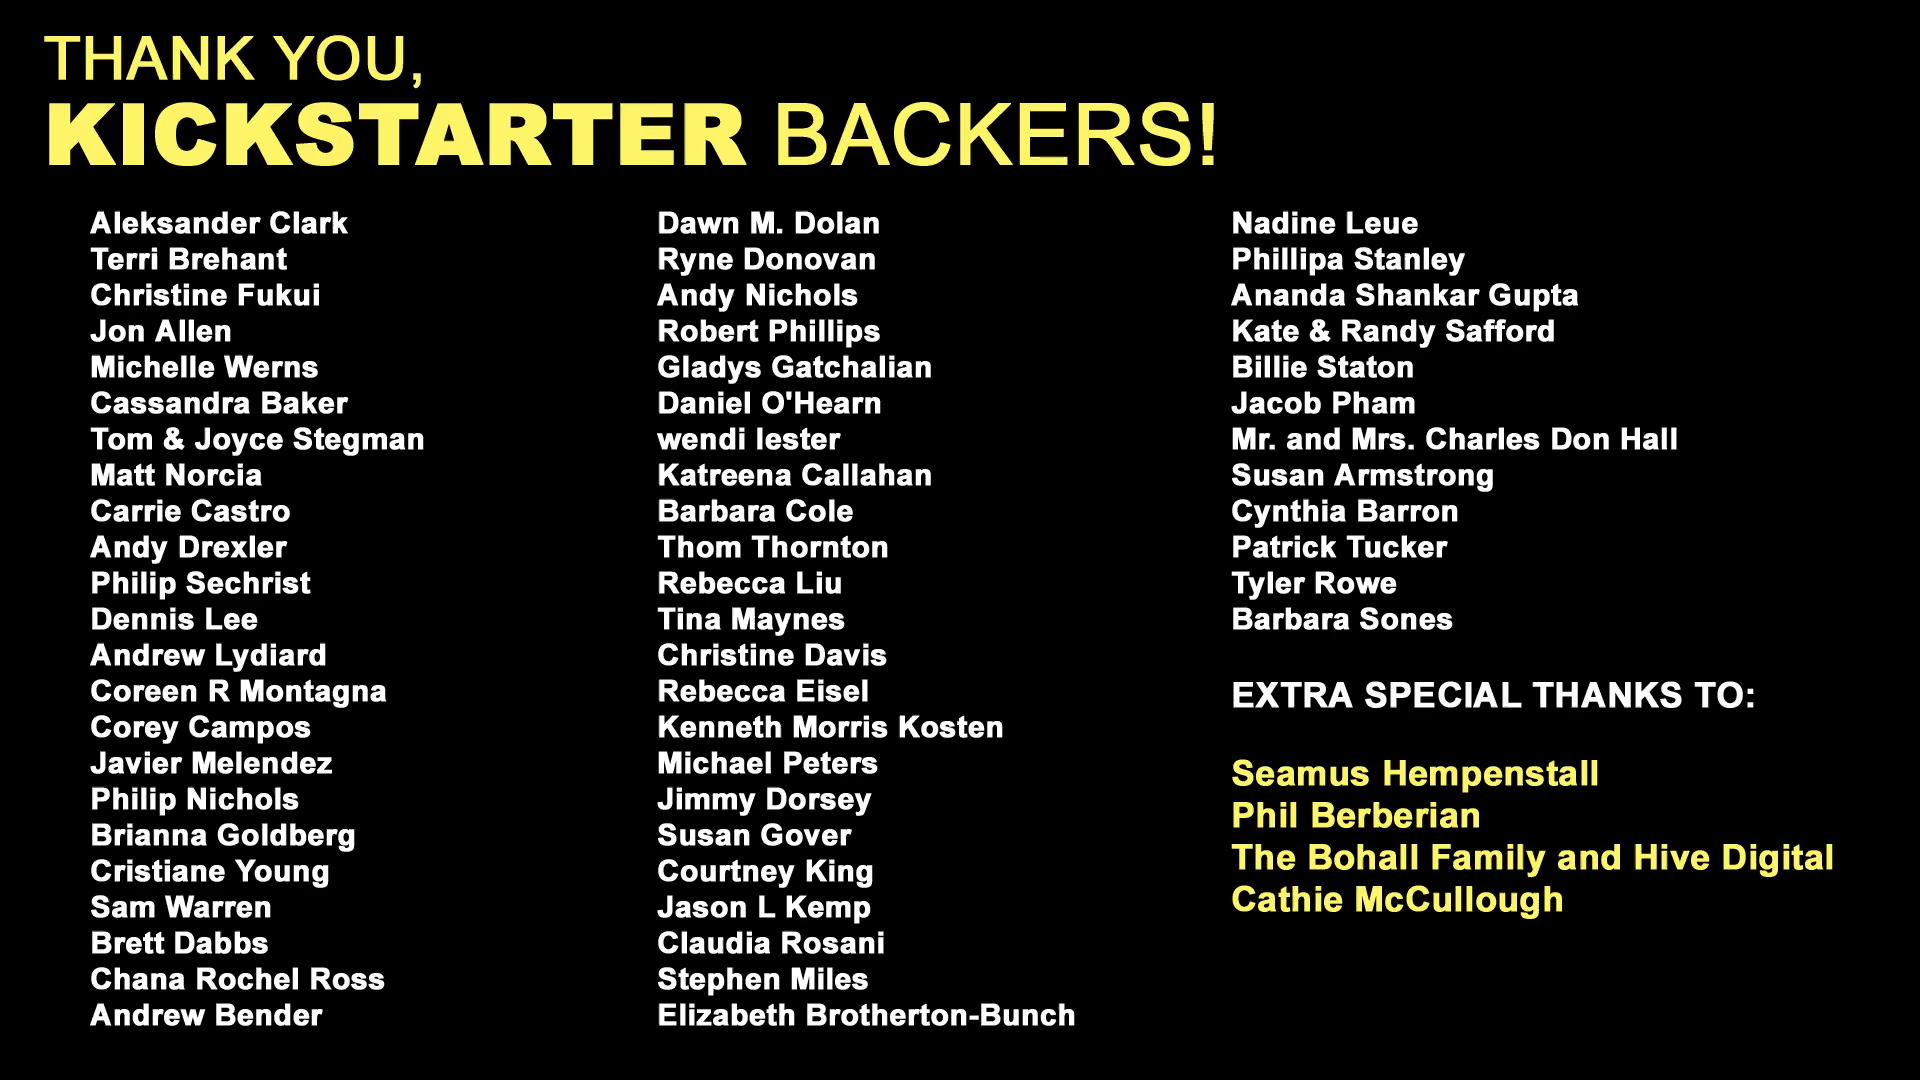 THANK YOU,
KICKSTARTER BACKERS!
Aleksander Clark
Terri Brehant
Christine Fukui
Jon Allen
Michelle Werns
Cassandra Baker
Tom & Joyce Stegman
Matt Norcia
Carrie Castro
Andy Drexler
Philip Sechrist
Dennis Lee
Andrew Lydiard
Coreen R Montagna
Corey Campos
Javier Melendez
Philip Nichols
Brianna Goldberg
Cristiane Young
Sam Warren
Brett Dabbs
Chana Rochel Ross
Andrew Bender
Dawn M. Dolan
Ryne Donovan
Andy Nichols
Robert Phillips
Gladys Gatchalian
Daniel O'Hearn
wendi lester
Katreena Callahan
Barbara Cole
Thom Thornton
Rebecca Liu
Tina Maynes
Christine Davis
Rebecca Eisel
Kenneth Morris Kosten
Michael Peters
Jimmy Dorsey
Susan Gover
Courtney King
Jason L Kemp
Claudia Rosani
Stephen Miles
Elizabeth Brotherton-Bunch
Nadine Leue
Phillipa Stanley
Ananda Shankar Gupta
Kate & Randy Safford
Billie Staton
Jacob Pham
Mr. and Mrs. Charles Don Hall
Susan Armstrong
Cynthia Barron
Patrick Tucker
Tyler Rowe
Barbara Sones
EXTRA SPECIAL THANKS TO:
Seamus Hempenstall
Phil Berberian
The Bohall Family and Hive Digital
Cathie McCullough